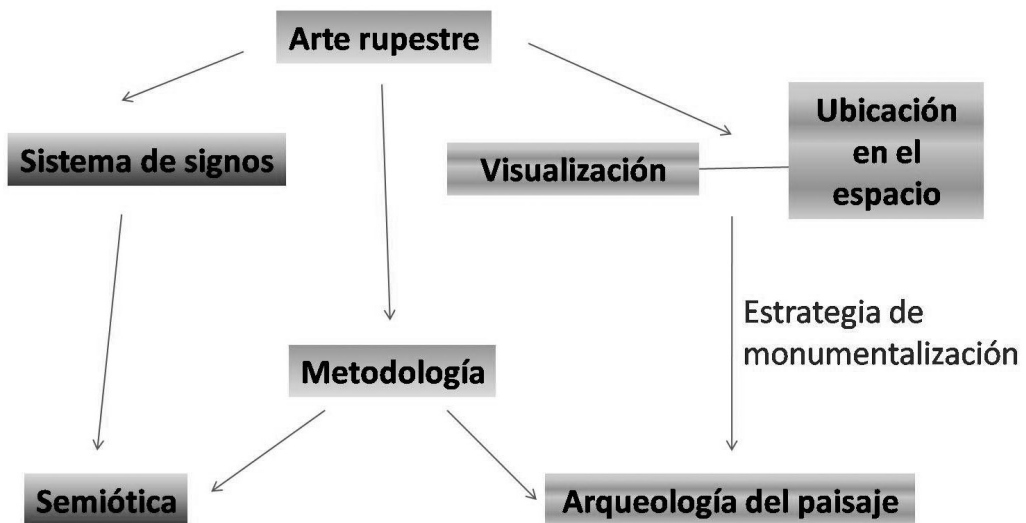 Arte rupestre
Sistema de signos
Visualización
Ubicación
en el
espacio
Estrategia de
monumentalización
Metodología
Semiótica
Arqueología del paisaje